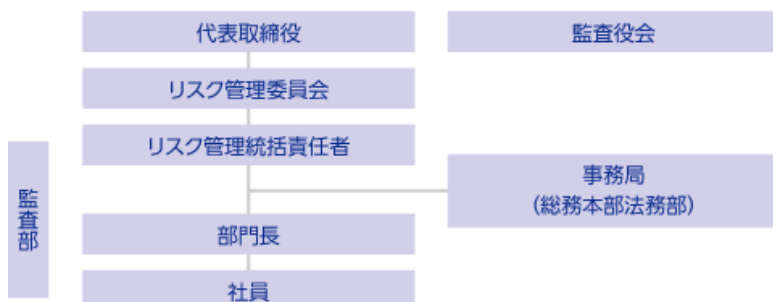 代表取締役
監査役会
リスク管理委員会
リスク管理統括責任者
監査部
事務局
(総務本部法務部)
部門長
社員